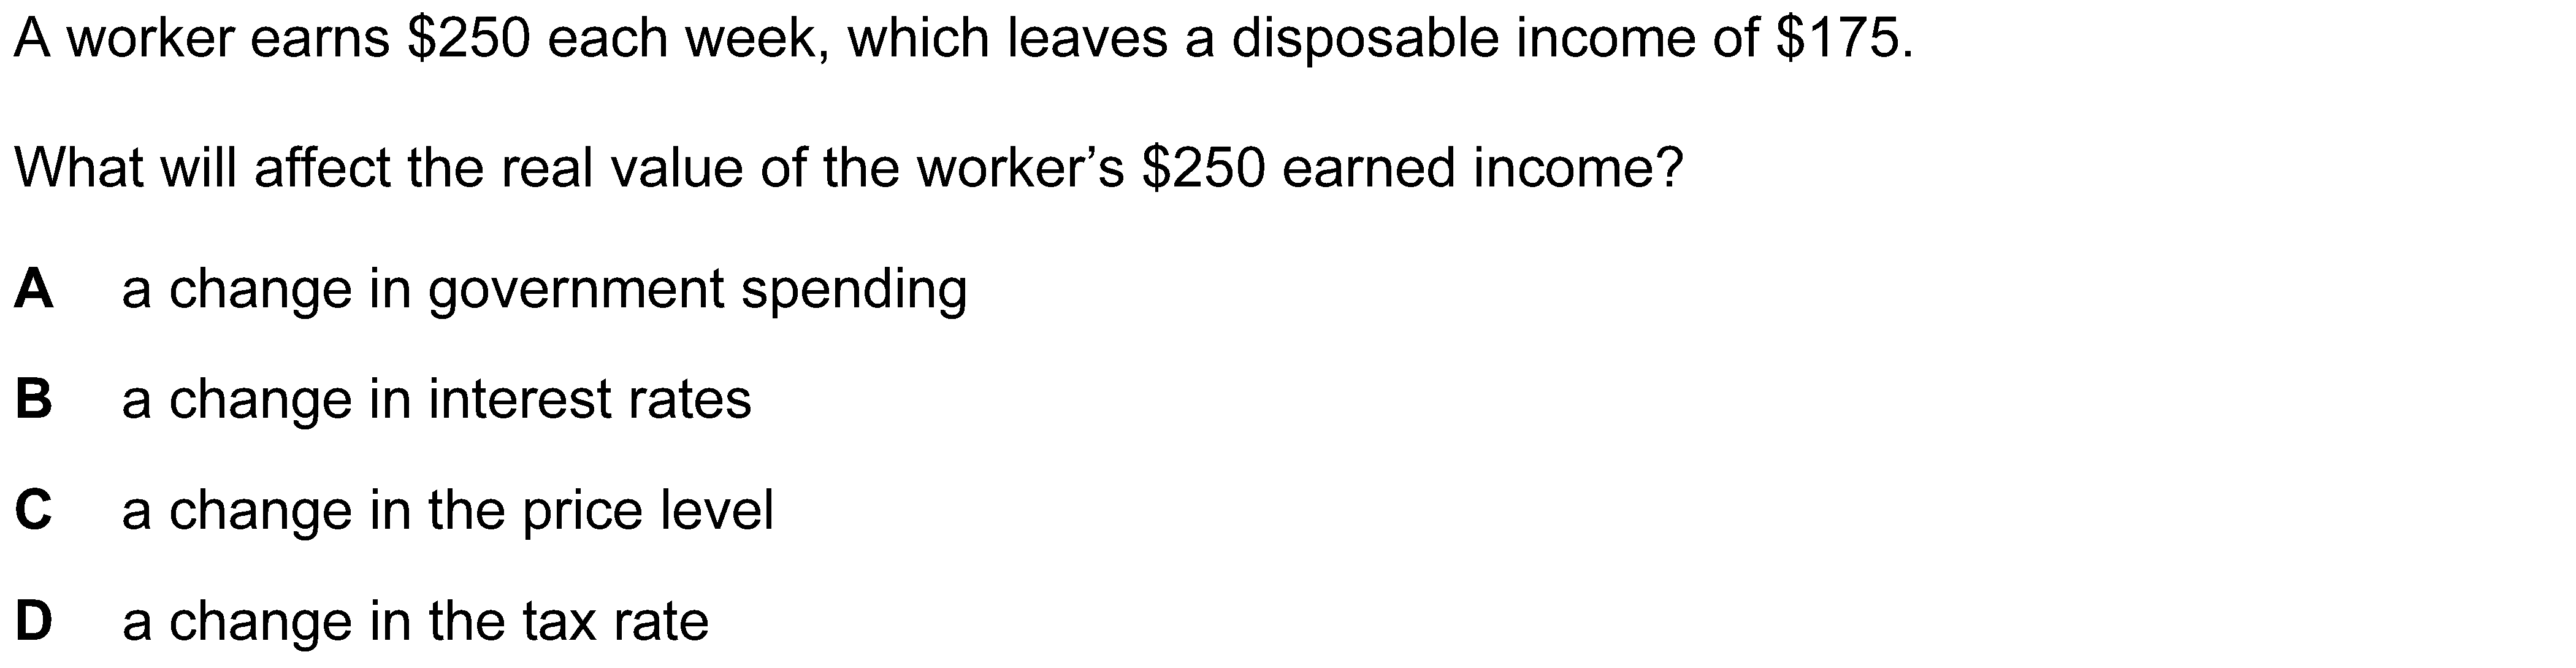 A worker earns $250 each week, which leaves a disposable income of $175.
What will affect the real value of the worker’s $250 earned income?
A a change in government spending
B a change in interest rates
C a change in the price level
D a change in the tax rate